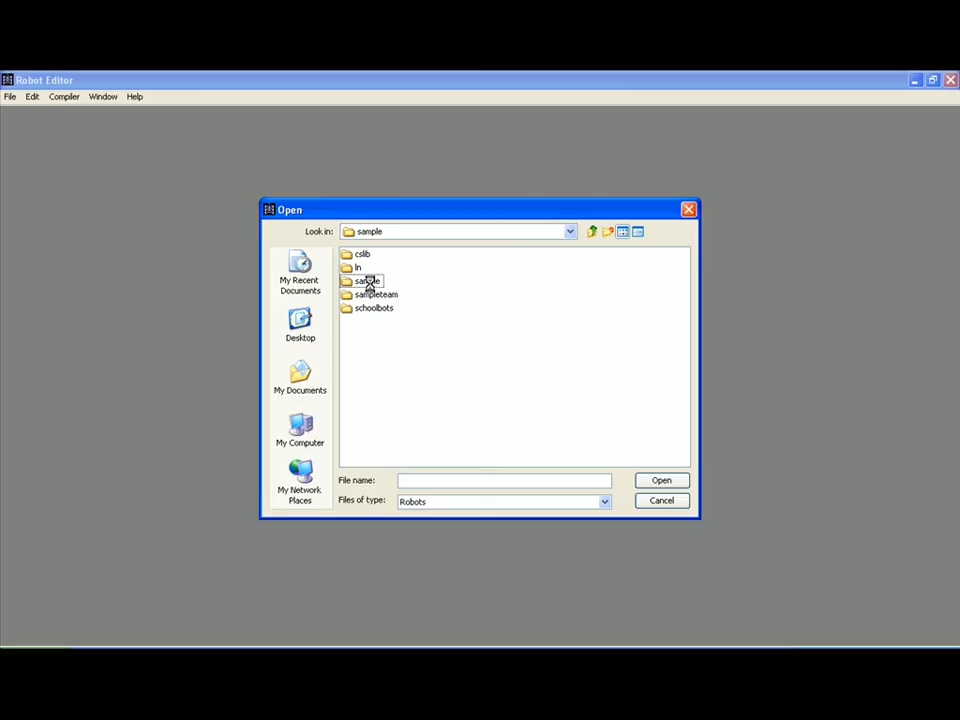 Robot Editor
File Edit Compiler Window Help
Open
Look in: sample
cslib
ln
sample
sampleteam
schoolbots
My Recent
Documents
Desktop
My Documents
My Computer
My Network
Places
File name: Open
Files of type: Robots Cancel